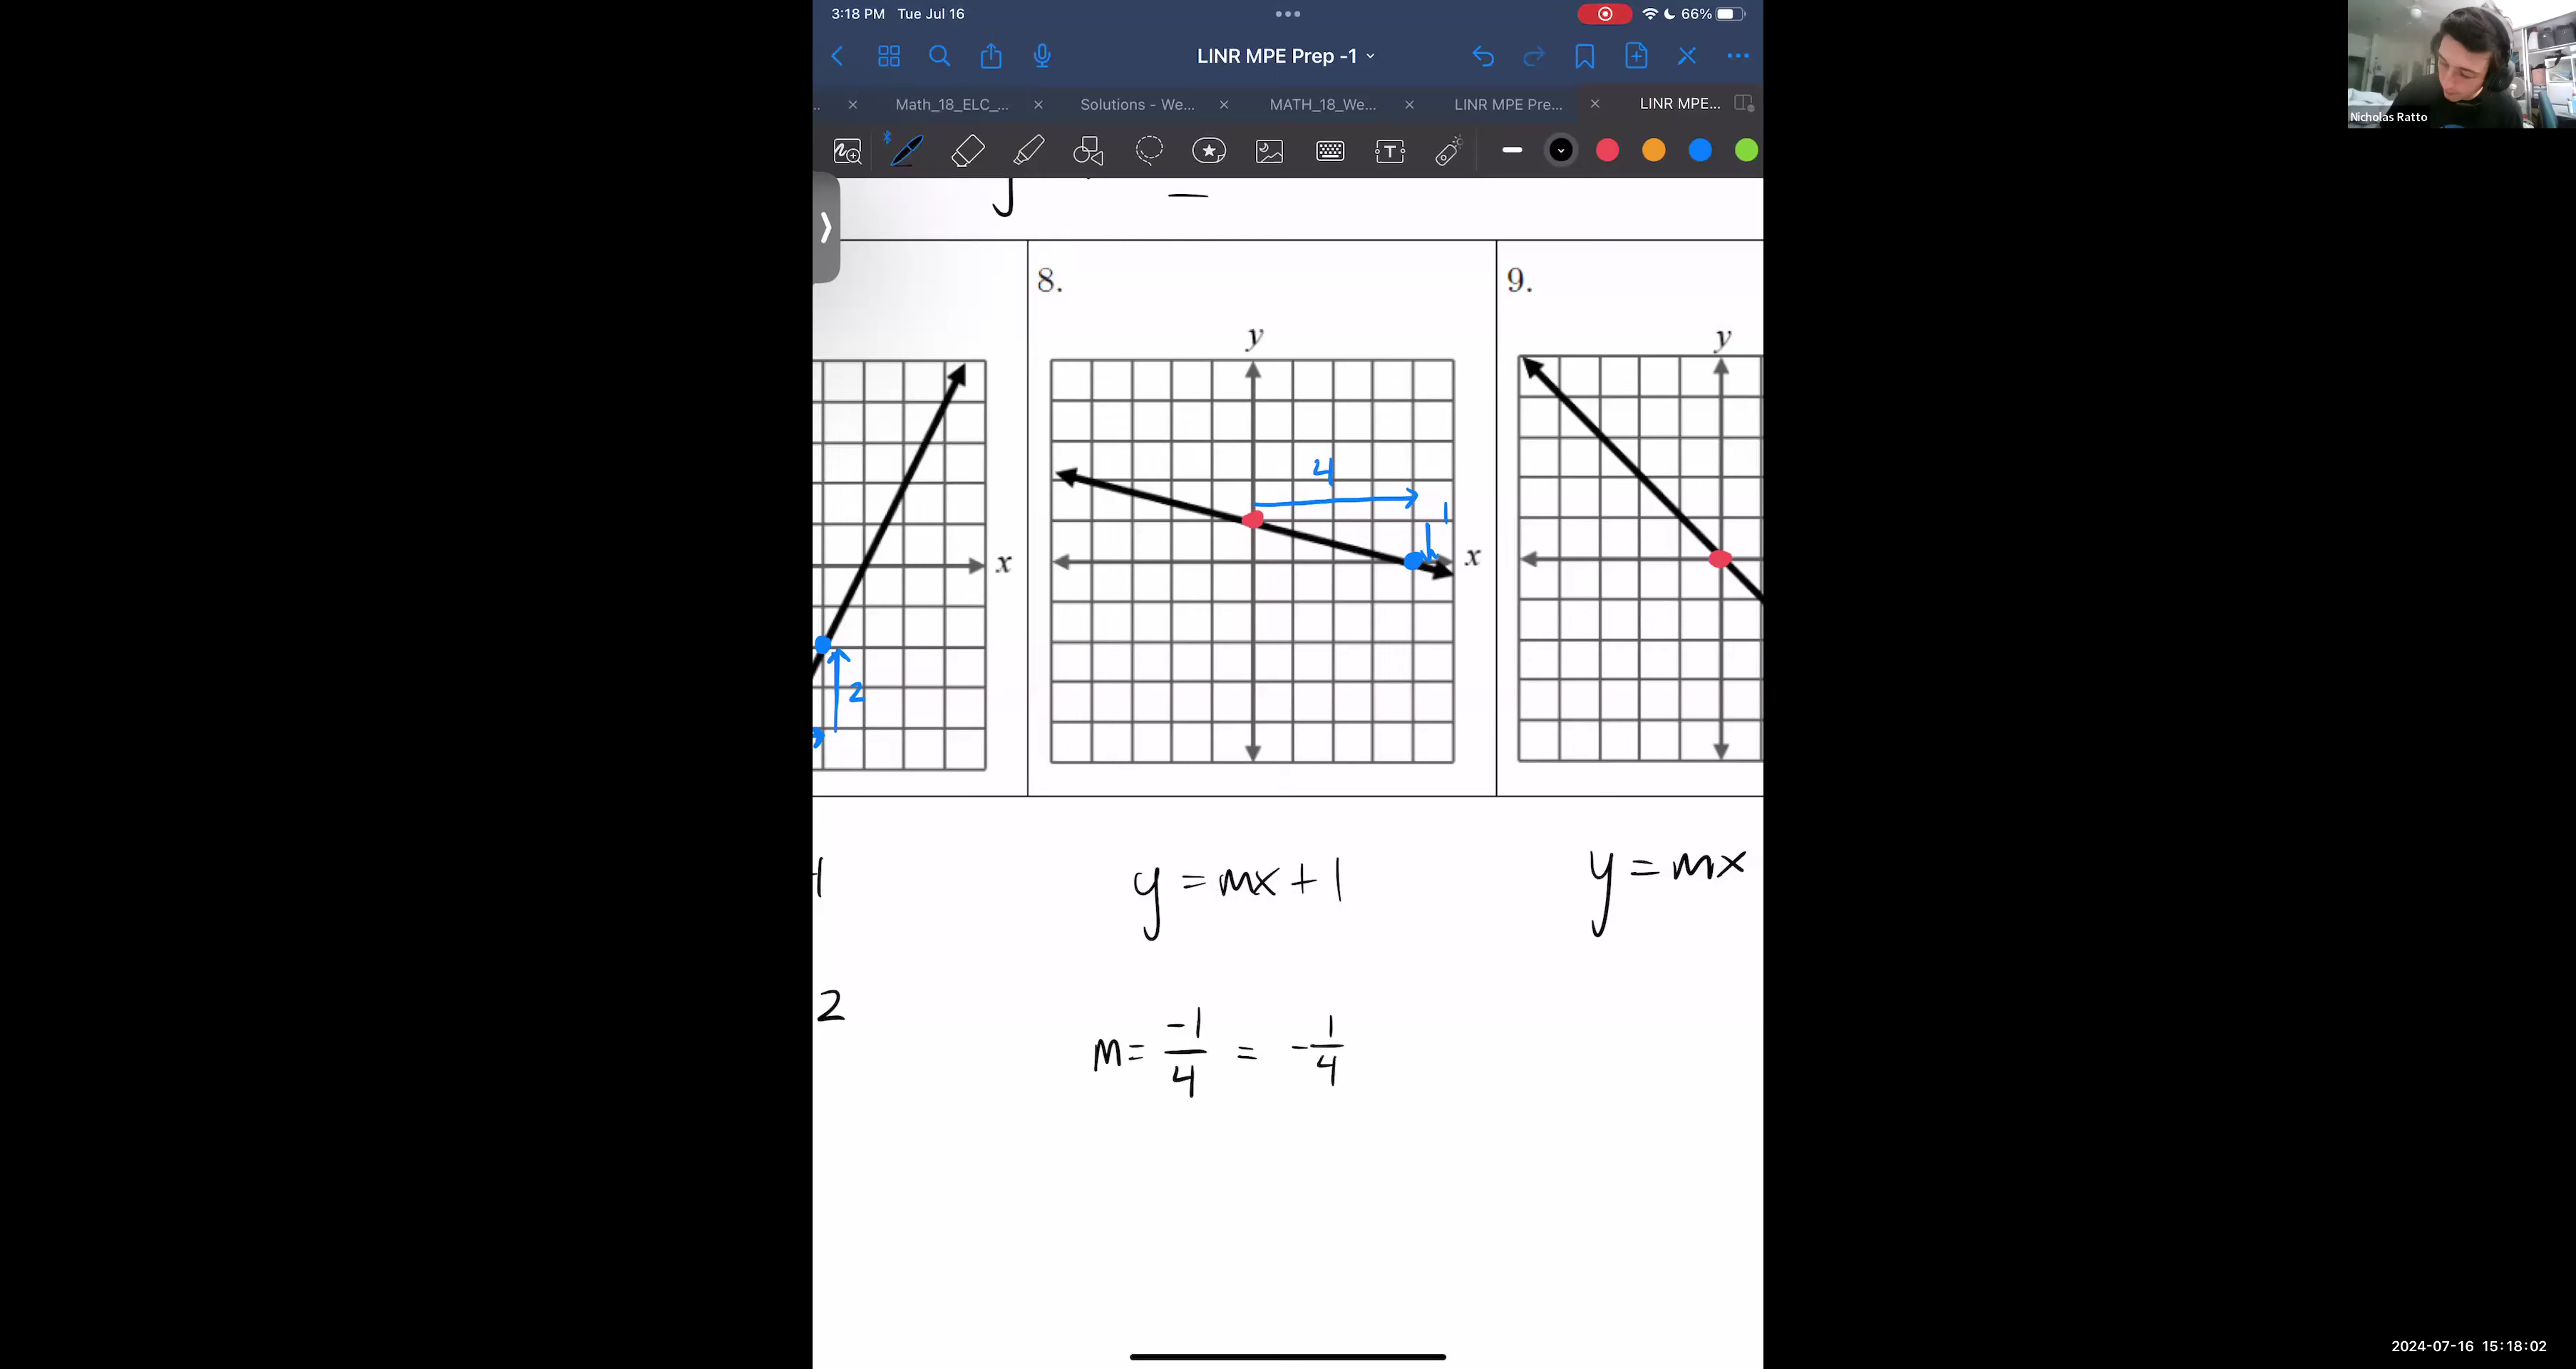 3:18 PM Tue Jul 16
66%
LINR MPE Prep -1
Math_18_ELC_...
Solutions - We...
MATH_18_We...
LINR MPE Pre...
LINR MPE...
T
Nicholas Ratto
8.
9.
y
y
4
1
x
x
2
y = mx + 1
y = mx
2
m = -1/4 = -1/4
2024-07-16 15:18:02